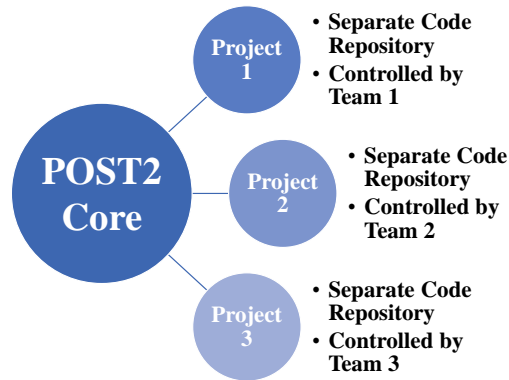 POST2
Core
Project
1
• Separate Code
Repository
• Controlled by
Team 1
Project
2
• Separate Code
Repository
• Controlled by
Team 2
Project
3
• Separate Code
Repository
• Controlled by
Team 3